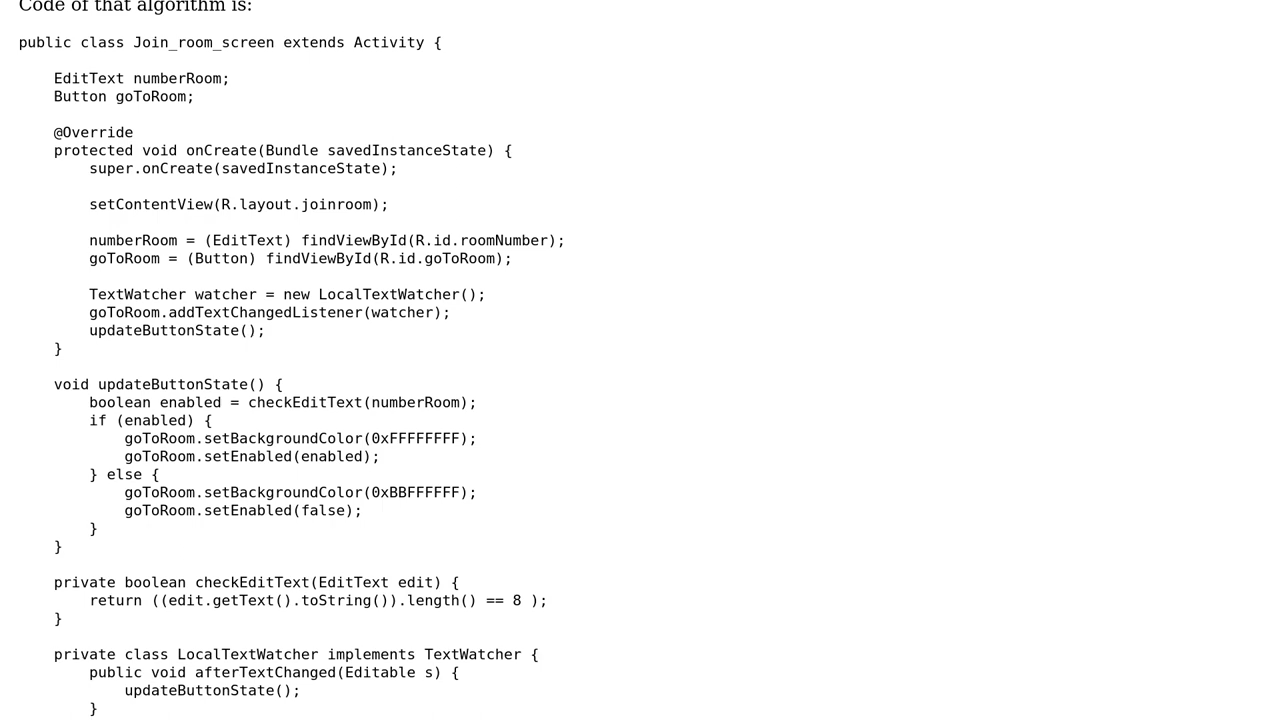 Code of that algorithm is:
public class Join_room_screen extends Activity {
    EditText numberRoom;
    Button goToRoom;
    @Override
    protected void onCreate(Bundle savedInstanceState) {
        super.onCreate(savedInstanceState);
        setContentView(R.layout.joinroom);
        numberRoom = (EditText) findViewById(R.id.roomNumber);
        goToRoom = (Button) findViewById(R.id.goToRoom);
        TextWatcher watcher = new LocalTextWatcher();
        goToRoom.addTextChangedListener(watcher);
        updateButtonState();
    }
    void updateButtonState() {
        boolean enabled = checkEditText(numberRoom);
        if (enabled) {
            goToRoom.setBackgroundColor(0xFFFFFFFF);
            goToRoom.setEnabled(enabled);
        } else {
            goToRoom.setBackgroundColor(0xBBFFFFFF);
            goToRoom.setEnabled(false);
        }
    }
    private boolean checkEditText(EditText edit) {
        return ((edit.getText().toString()).length() == 8 );
    }
    private class LocalTextWatcher implements TextWatcher {
        public void afterTextChanged(Editable s) {
            updateButtonState();
        }